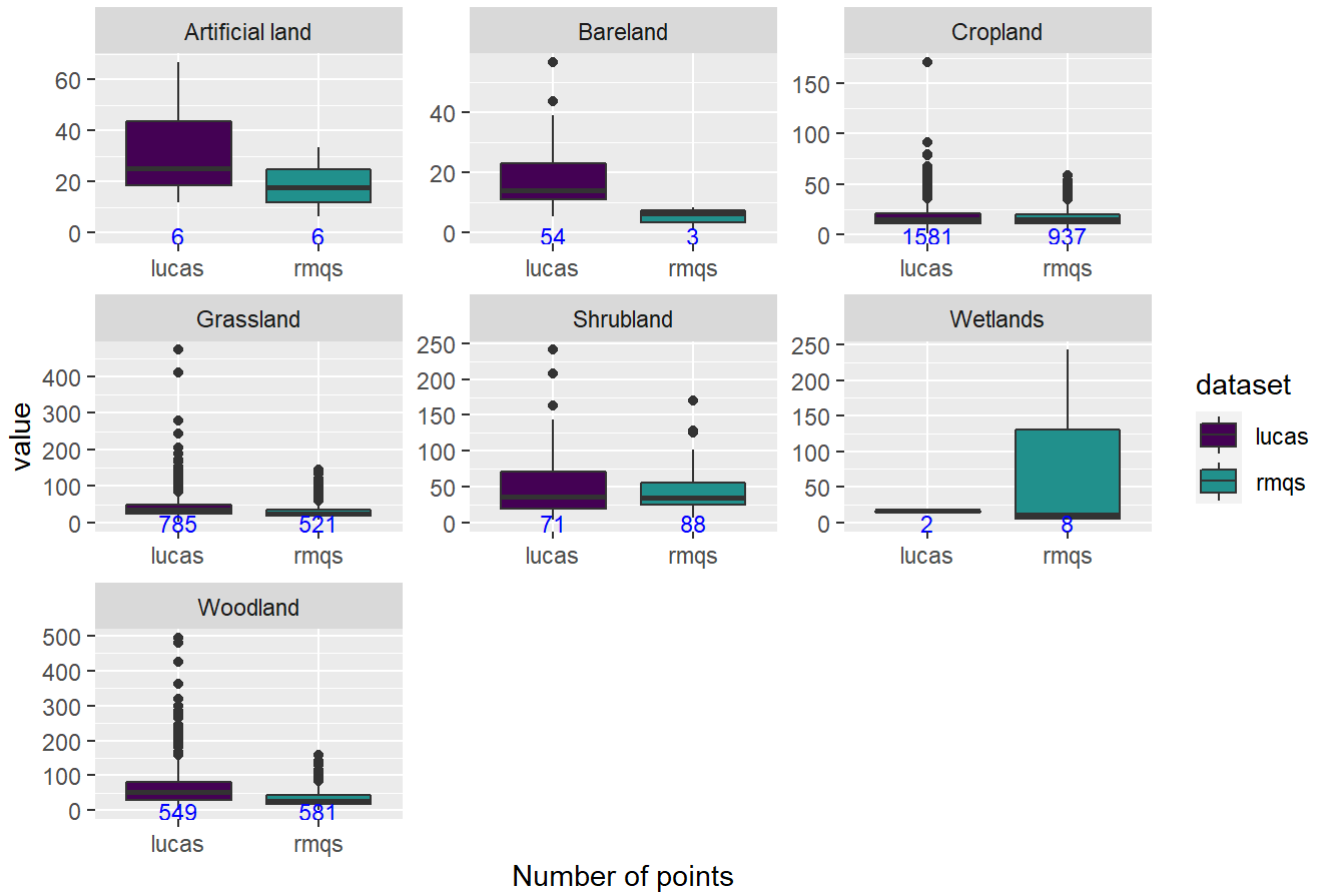 Artificial land
Bareland
Cropland
60
40
20
0
6
6
lucas
rmqs
40
20
0
54
3
lucas
rmqs
150
100
50
0
1581
937
lucas
rmqs
Grassland
Shrubland
Wetlands
value
400
300
200
100
0
785
521
lucas
rmqs
250
200
150
100
50
0
71
88
lucas
rmqs
250
200
150
100
50
0
2
8
lucas
rmqs
dataset
lucas
rmqs
Woodland
500
400
300
200
100
0
549
581
lucas
rmqs
Number of points